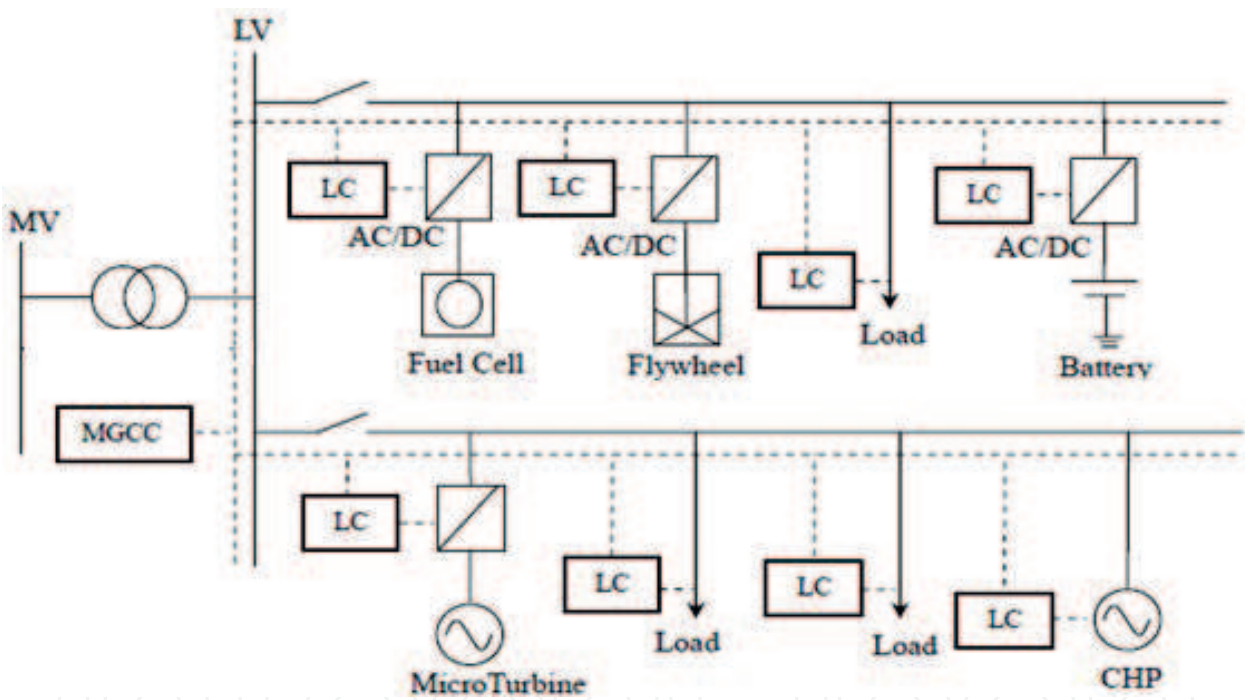 LV
LC
LC
LC
MV
AC/DC
AC/DC
AC/DC
LC
Load
Fuel Cell
Flywheel
Battery
MGCC
LC
LC
LC
LC
Load
Load
MicroTurbine
CHP